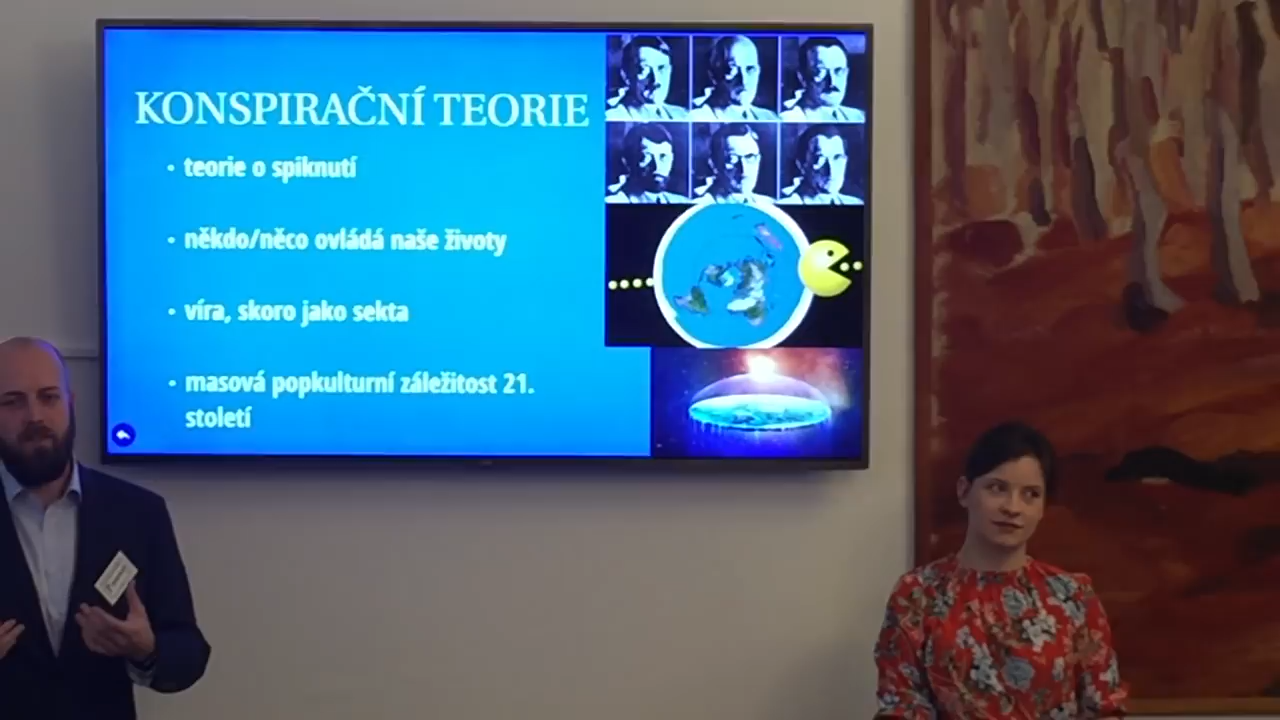 KONSPIRAČNÍ TEORIE
• teorie o spiknutí
• někdo/něco ovládá naše životy
• víra, skoro jako sekta
• masová popkulturní záležitost 21.
století